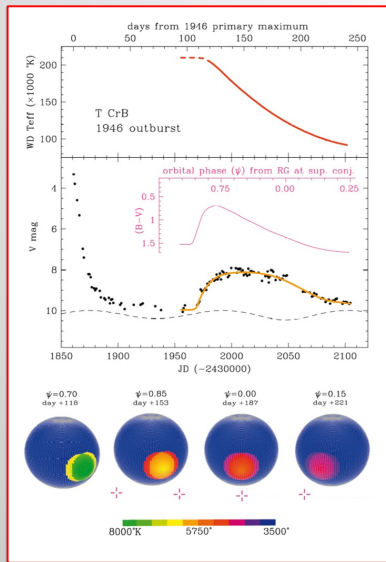 days from 1946 primary maximum
0 50 100 150 200 250
WD Teff (×1000 °K)
200
150
100
T CrB
1946 outburst
orbital phase (ψ) from RG at sup. conj.
0.75 0.00 0.25
(B−V)
0.5
1
1.5
V mag
4
6
8
10
1850 1900 1950 2000 2050 2100
JD (−2430000)
ψ=0.70 ψ=0.85 ψ=0.00 ψ=0.15
day +118 day +153 day +187 day +221
8000°K 5750° 3500°